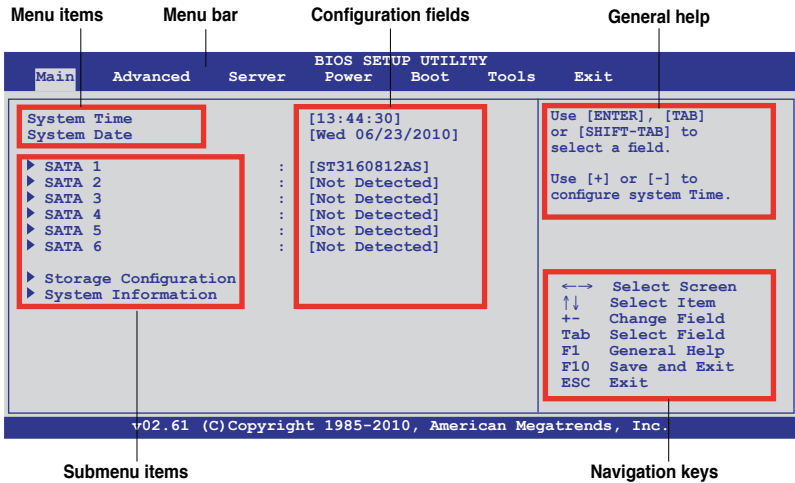 Menu items Menu bar Configuration fields General help
BIOS SETUP UTILITY
Main Advanced Server Power Boot Tools Exit
System Time [13:44:30]
System Date [Wed 06/23/2010]
SATA 1 : [ST3160812AS]
SATA 2 : [Not Detected]
SATA 3 : [Not Detected]
SATA 4 : [Not Detected]
SATA 5 : [Not Detected]
SATA 6 : [Not Detected]
Storage Configuration
System Information
Use [ENTER], [TAB]
or [SHIFT-TAB] to
select a field.
Use [+] or [-] to
configure system Time.
←→ Select Screen
↑↓ Select Item
+- Change Field
Tab Select Field
F1 General Help
F10 Save and Exit
ESC Exit
v02.61 (C)Copyright 1985-2010, American Megatrends, Inc.
Submenu items Navigation keys